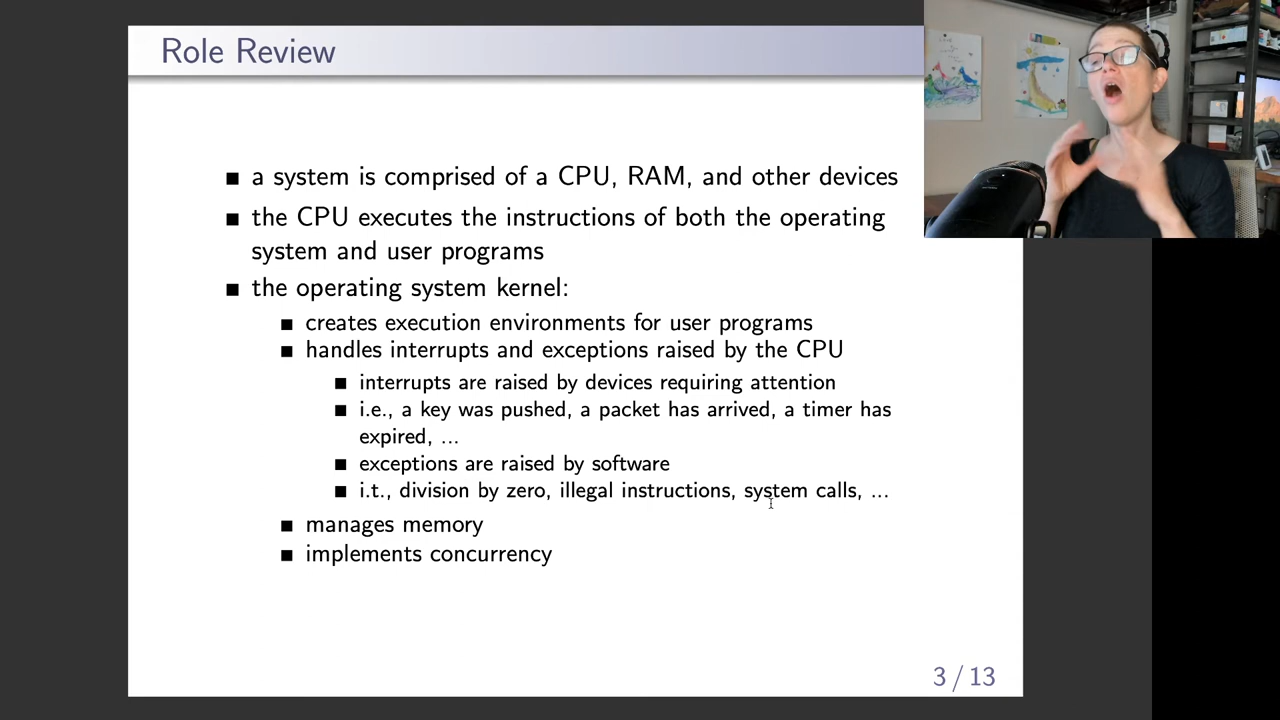 Role Review
■ a system is comprised of a CPU, RAM, and other devices
■ the CPU executes the instructions of both the operating
system and user programs
■ the operating system kernel:
■ creates execution environments for user programs
■ handles interrupts and exceptions raised by the CPU
■ interrupts are raised by devices requiring attention
■ i.e., a key was pushed, a packet has arrived, a timer has
expired, ...
■ exceptions are raised by software
■ i.t., division by zero, illegal instructions, system calls, ...
■ manages memory
■ implements concurrency
3 / 13